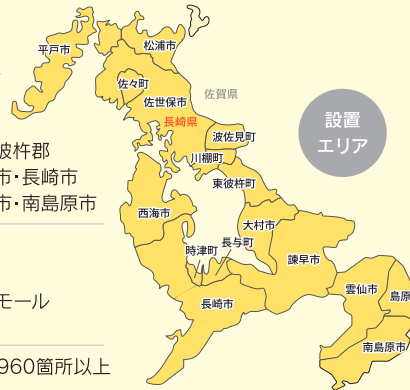 平戸市
松浦市
佐々町
佐世保市
佐賀県
長崎県
波佐見町
川棚町
東彼杵町
西海市
大村市
時津町
長与町
諫早市
長崎市
雲仙市
島原
南島原市
設置
エリア
彼杵郡
市・長崎市
市・南島原市
モール
960箇所以上